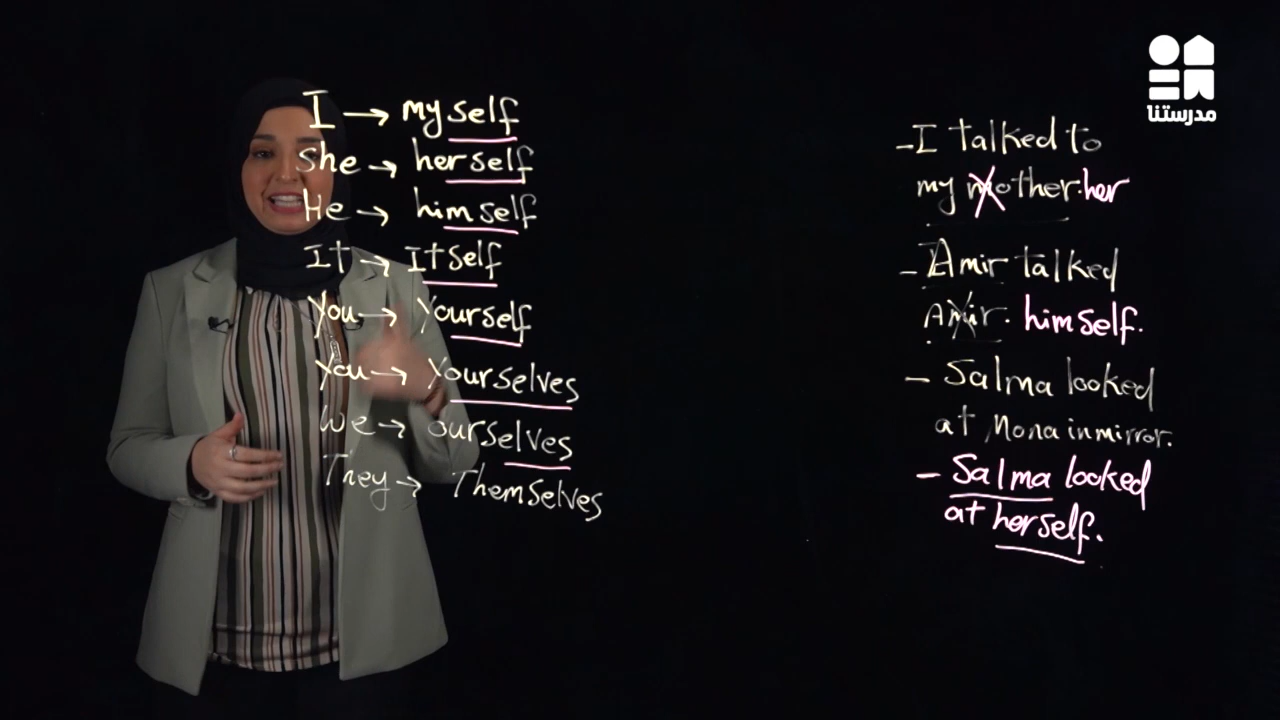 I → myself
She → herself
He → himself
It → Itself
You → Yourself
You → Yourselves
We → ourselves
They → Themselves
مدرستنا
-I talked to
my mother.her
- Amir talked
Amir. himself.
- Salma looked
at Mona in mirror.
- Salma looked
at herself.